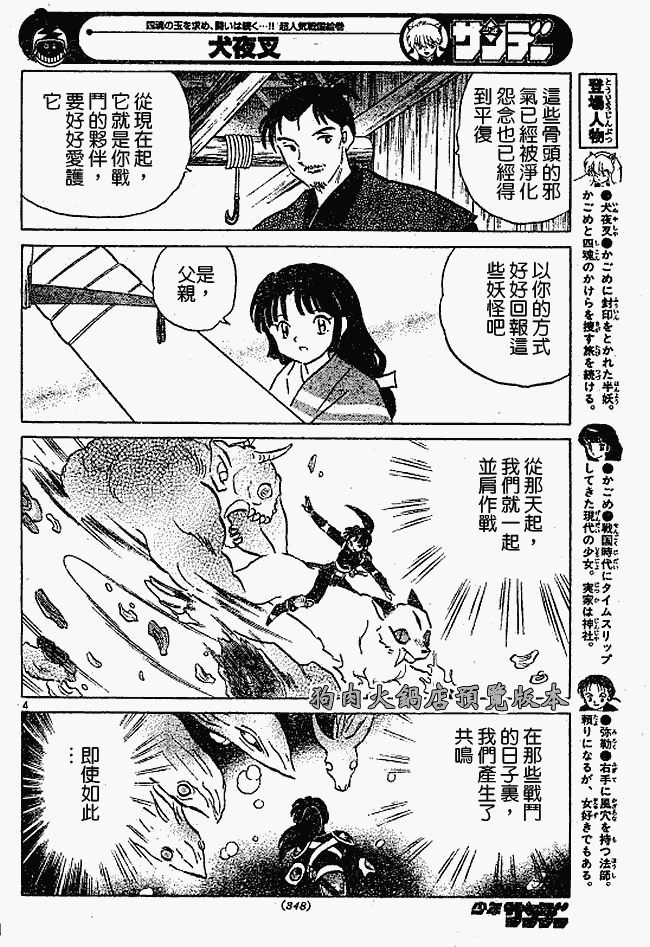 四魂の玉を求め、闘いは続く…!!超人気戦国絵巻
犬夜叉
サンデー
這些骨頭的邪
氣已經被淨化
怨念也已經得
到平復
從現在起，
它就是你戰
鬥的夥伴，
要好好愛護
它
以你的方式
好好回報這
些妖怪吧
是，
父親
從那天起，
我們就一起
並肩作戰
狗肉火鍋店預覽版本
4
在那些戰鬥
的日子裏，
我們產生了
共鳴
即使如此
…
(348)
少年サンデー
登場人物
とうじょうじんぶつ
●犬夜叉●かごめに封印をとかれた半妖。
かごめと四魂のかけらを捜す旅を続ける。
●かごめ●戦国時代にタイムスリップ
してきた現代の少女。実家は神社。
●弥勒●右手に風穴を持つ法師。
頼りになるが、女好きでもある。